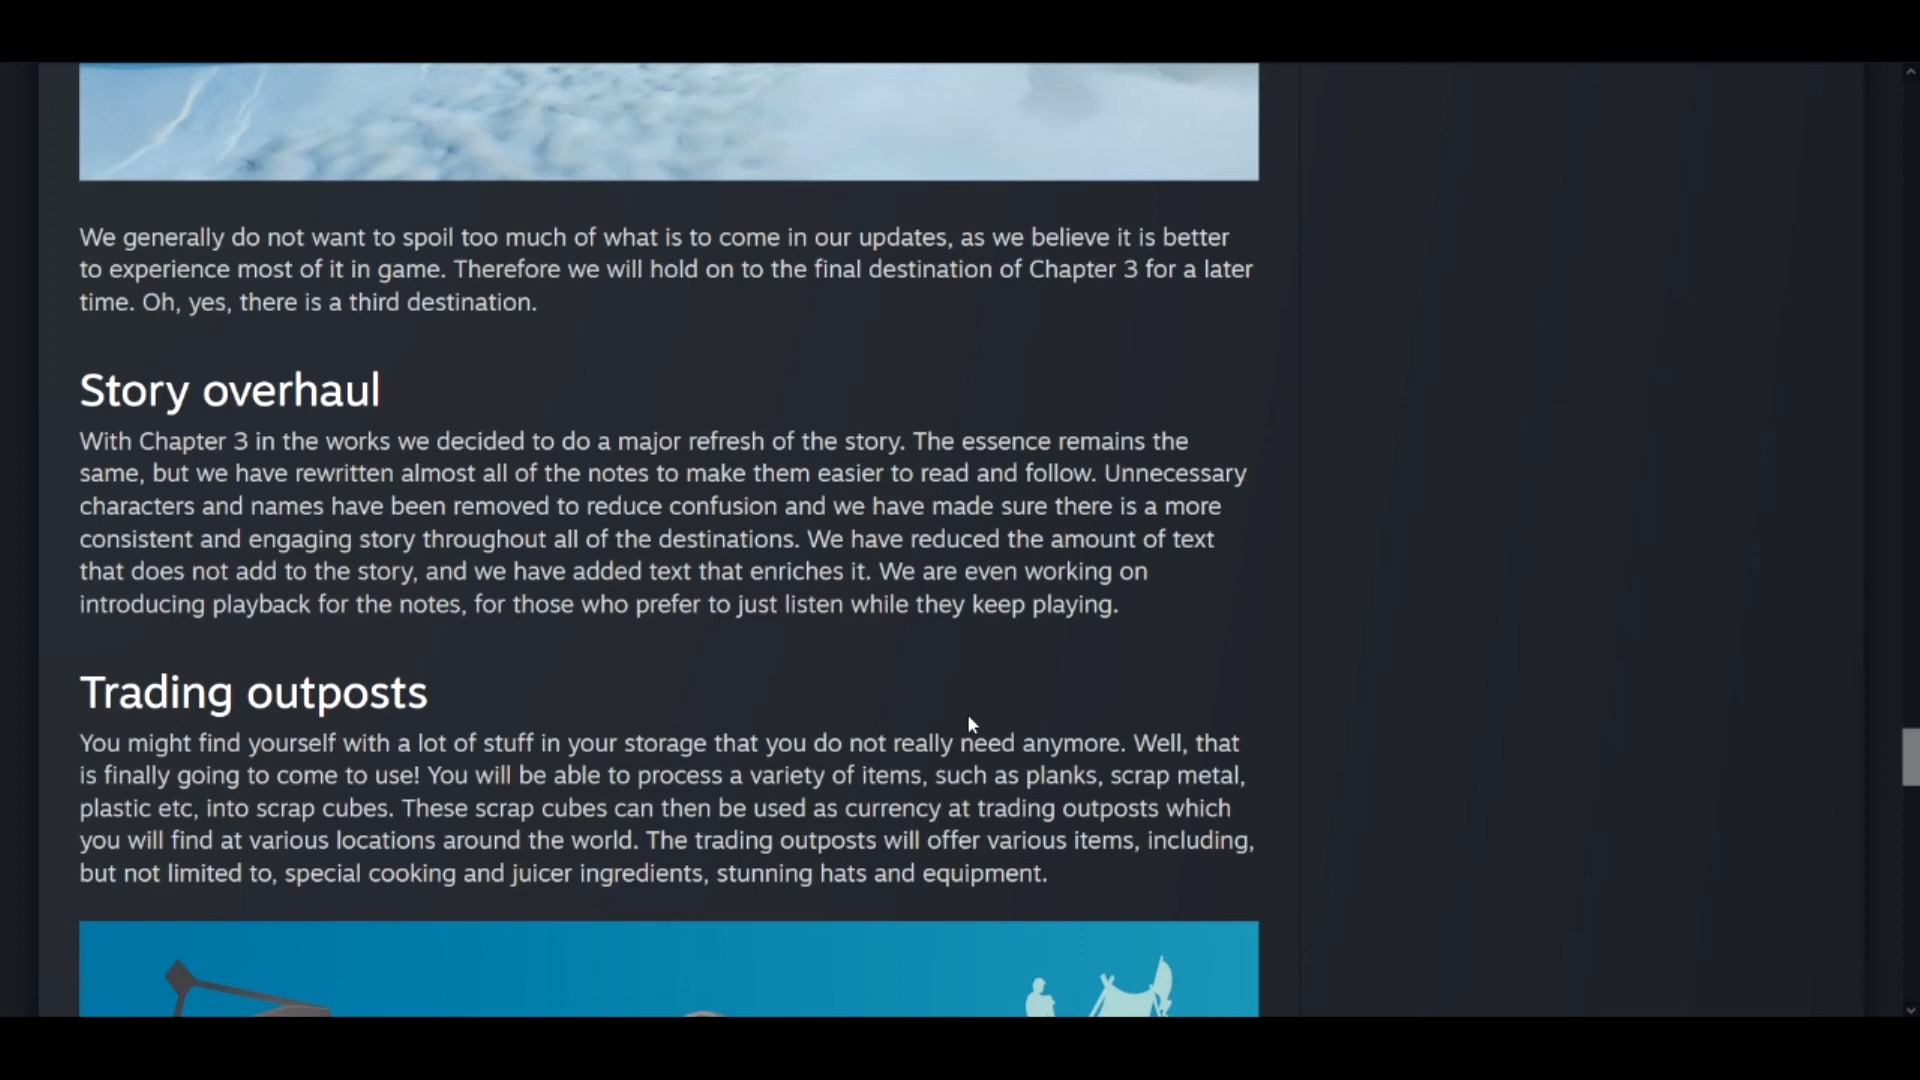 We generally do not want to spoil too much of what is to come in our updates, as we believe it is better
to experience most of it in game. Therefore we will hold on to the final destination of Chapter 3 for a later
time. Oh, yes, there is a third destination.
Story overhaul
With Chapter 3 in the works we decided to do a major refresh of the story. The essence remains the
same, but we have rewritten almost all of the notes to make them easier to read and follow. Unnecessary
characters and names have been removed to reduce confusion and we have made sure there is a more
consistent and engaging story throughout all of the destinations. We have reduced the amount of text
that does not add to the story, and we have added text that enriches it. We are even working on
introducing playback for the notes, for those who prefer to just listen while they keep playing.
Trading outposts
You might find yourself with a lot of stuff in your storage that you do not really need anymore. Well, that
is finally going to come to use! You will be able to process a variety of items, such as planks, scrap metal,
plastic etc, into scrap cubes. These scrap cubes can then be used as currency at trading outposts which
you will find at various locations around the world. The trading outposts will offer various items, including,
but not limited to, special cooking and juicer ingredients, stunning hats and equipment.